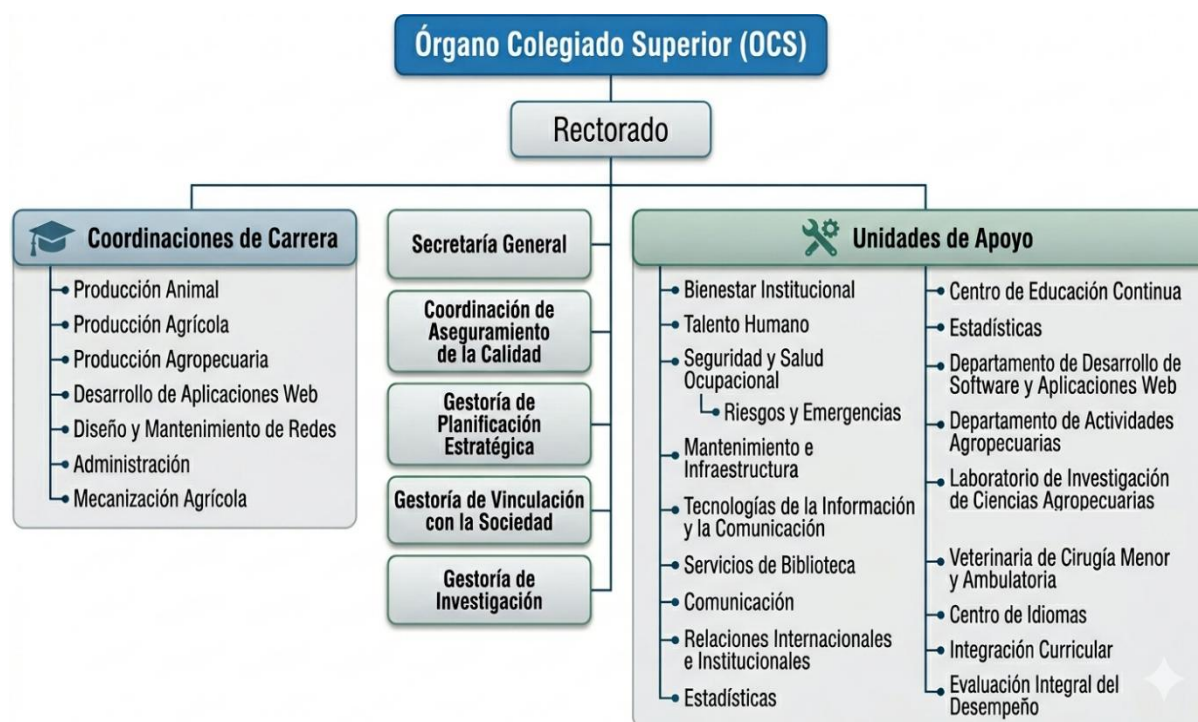 Órgano Colegiado Superior (OCS)
Rectorado
Coordinaciones de Carrera
Producción Animal
Producción Agrícola
Producción Agropecuaria
Desarrollo de Aplicaciones Web
Diseño y Mantenimiento de Redes
Administración
Mecanización Agrícola
Secretaría General
Coordinación de
Aseguramiento
de la Calidad
Gestoría de
Planificación
Estratégica
Gestoría de Vinculación
con la Sociedad
Gestoría de
Investigación
Unidades de Apoyo
Bienestar Institucional
Talento Humano
Seguridad y Salud
Ocupacional
Riesgos y Emergencias
Mantenimiento e
Infraestructura
Tecnologías de la Información
y la Comunicación
Servicios de Biblioteca
Comunicación
Relaciones Internacionales
e Institucionales
Estadísticas
Centro de Educación Continua
Estadísticas
Departamento de Desarrollo de
Software y Aplicaciones Web
Departamento de Actividades
Agropecuarias
Laboratorio de Investigación
de Ciencias Agropecuarias
Veterinaria de Cirugía Menor
y Ambulatoria
Centro de Idiomas
Integración Curricular
Evaluación Integral del
Desempeño